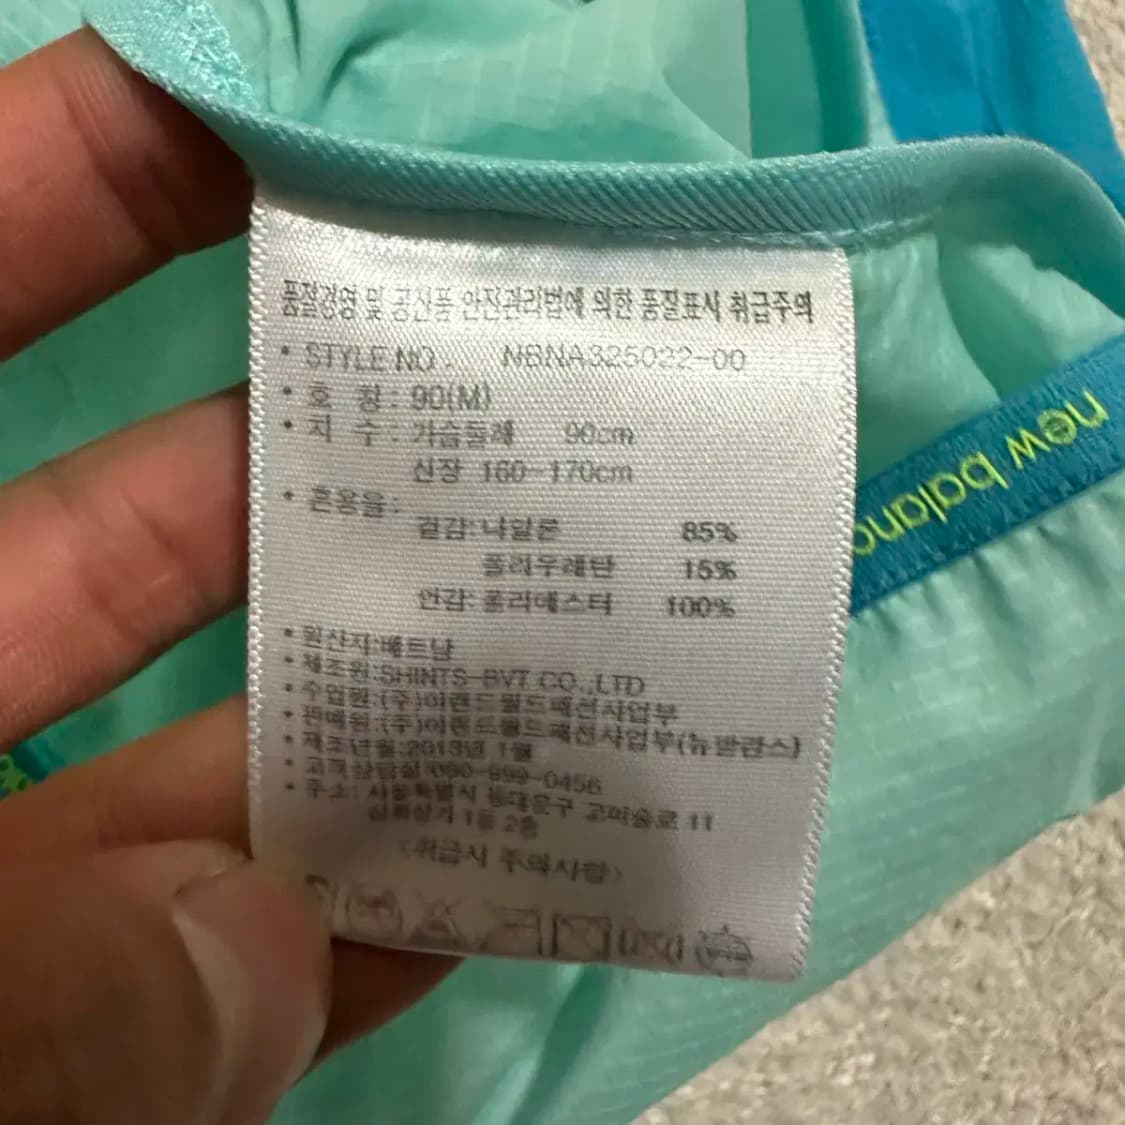 품질경영 및 공산품 안전관리법에 의한 품질표시 취급주의
• STYLE NO. NBNA325022-00
• 호 칭 : 90(M)
• 치 수 : 가슴둘레 90cm
신장 160-170cm
• 혼용율:
겉감: 나일론 85%
폴리우레탄 15%
안감: 폴리에스터 100%
• 원산지:베트남
• 제조원:SHINTS-BVT CO.,LTD
• 수입원:(주)이랜드월드패션사업부
• 판매원:(주)이랜드월드패션사업부(뉴발란스)
• 제조년월:2013년 1월
• 고객상담실:080-999-0456
• 주소: 서울특별시 동대문구 고미술로 11
1동 2층
<취급시 주의사항>
new balanc